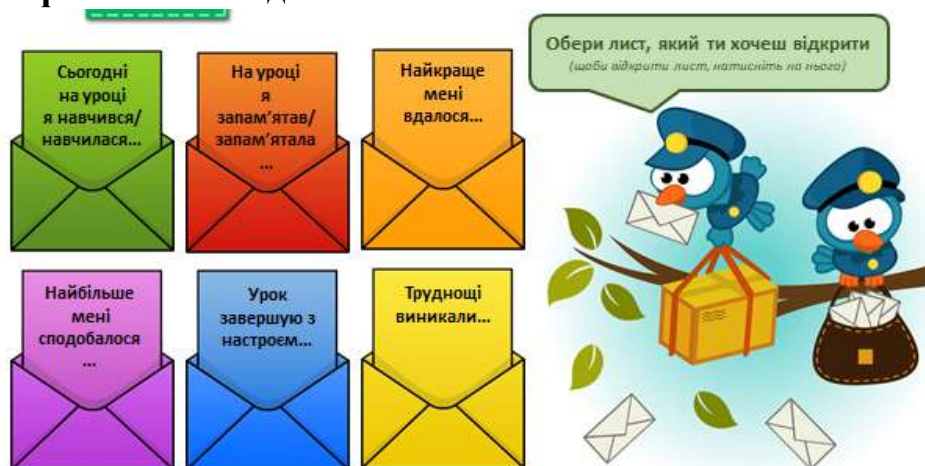 Сьогодні
на уроці
я навчився/
навчилася...
На уроці
я
запам'ятав/
запам'ятала
...
Найкраще
мені
вдалося...
Обери лист, який ти хочеш відкрити
(щоби відкрити лист, натисніть на нього)
Найбільше
мені
сподобалося
...
Урок
завершую з
настроєм...
Труднощі
виникали...